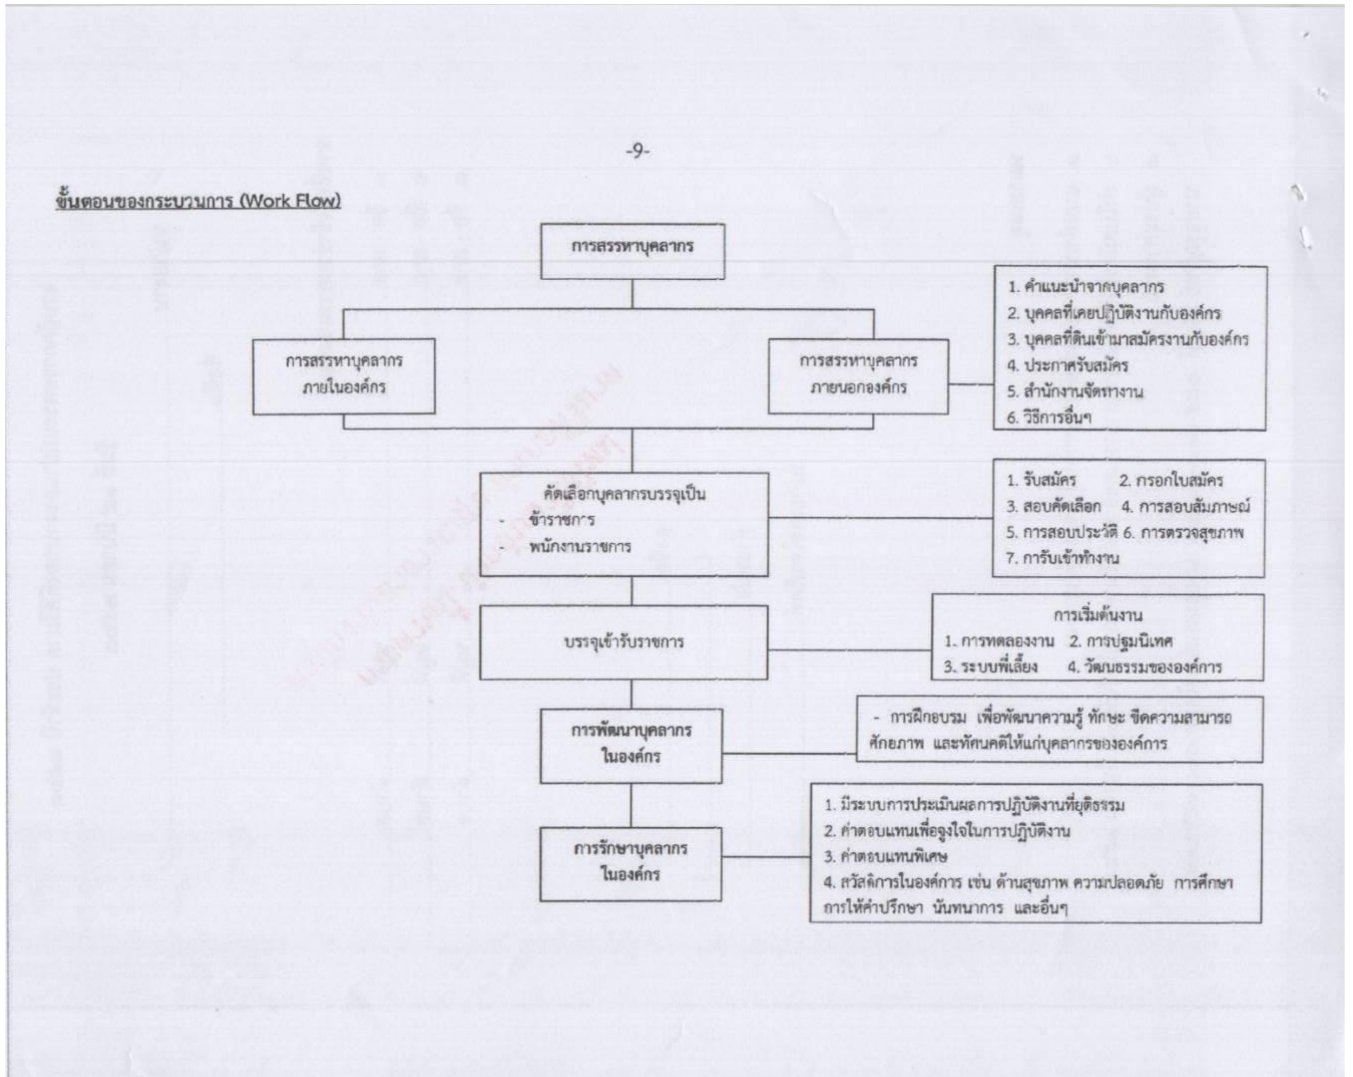 -9-
ขั้นตอนของกระบวนการ (Work Flow)
การสรรหาบุคลากร
การสรรหาบุคลากร
ภายในองค์กร
การสรรหาบุคลากร
ภายนอกองค์กร
1. คำแนะนำจากบุคลากร
2. บุคคลที่เคยปฏิบัติงานกับองค์กร
3. บุคคลที่เดินเข้ามาสมัครงานกับองค์กร
4. ประกาศรับสมัคร
5. สำนักงานจัดหางาน
6. วิธีการอื่นๆ
คัดเลือกบุคลากรบรรจุเป็น
- ข้าราชการ
- พนักงานราชการ
1. รับสมัคร 2. กรอกใบสมัคร
3. สอบคัดเลือก 4. การสอบสัมภาษณ์
5. การสอบประวัติ 6. การตรวจสุขภาพ
7. การับเข้าทำงาน
บรรจุเข้ารับราชการ
การเริ่มต้นงาน
1. การทดลองงาน 2. การปฐมนิเทศ
3. ระบบพี่เลี้ยง 4. วัฒนธรรมขององค์การ
การพัฒนาบุคลากร
ในองค์กร
- การฝึกอบรม เพื่อพัฒนาความรู้ ทักษะ ขีดความสามารถ
ศักยภาพ และทัศนคติให้แก่บุคลากรขององค์การ
การรักษาบุคลากร
ในองค์กร
1. มีระบบการประเมินผลการปฏิบัติงานที่ยุติธรรม
2. ค่าตอบแทนเพื่อจูงใจในการปฏิบัติงาน
3. ค่าตอบแทนพิเศษ
4. สวัสดิการในองค์การ เช่น ด้านสุขภาพ ความปลอดภัย การศึกษา
การให้คำปรึกษา นันทนาการ และอื่นๆ